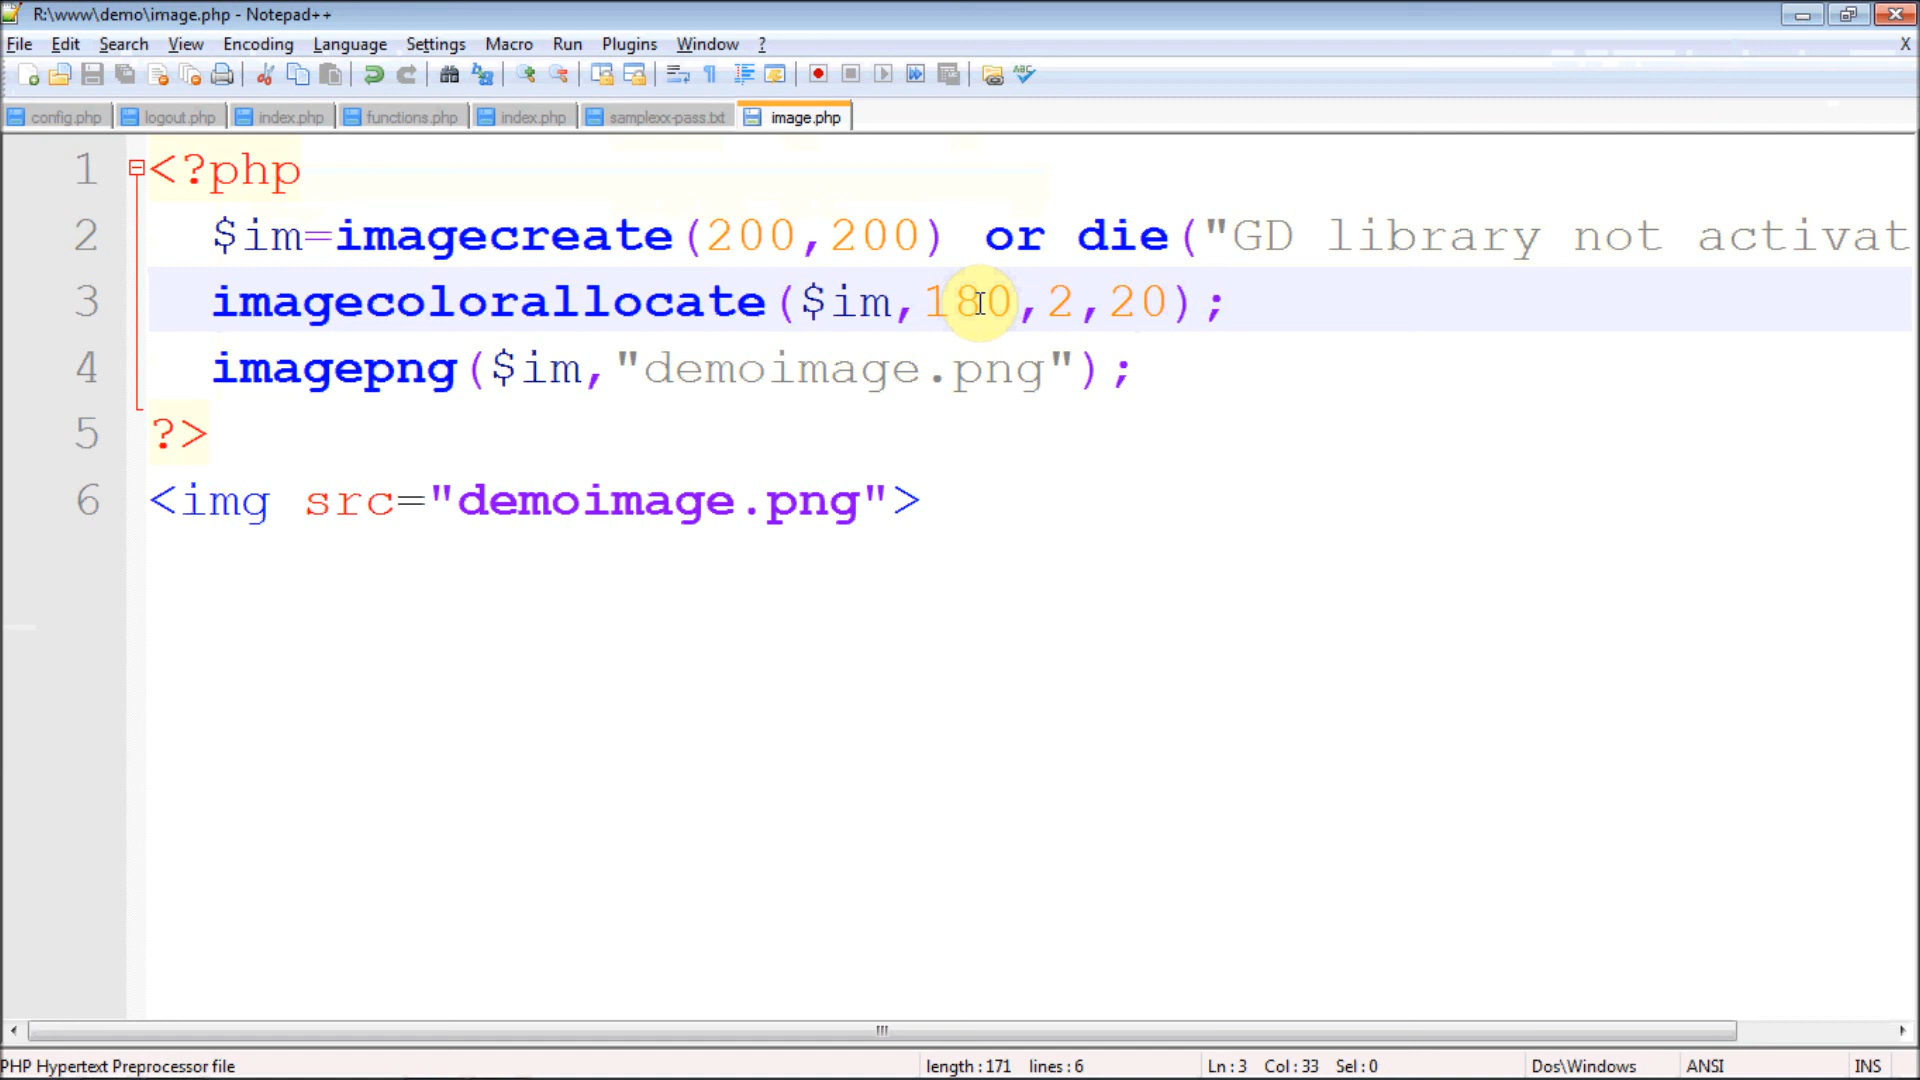 R:\www\demo\image.php - Notepad++
File Edit Search View Encoding Language Settings Macro Run Plugins Window ? X
config.php logout.php index.php functions.php index.php samplexx-pass.txt image.php
1 <?php
2 $im=imagecreate(200,200) or die("GD library not activat
3 imagecolorallocate($im,180,2,20);
4 imagepng($im,"demoimage.png");
5 ?>
6 <img src="demoimage.png">
PHP Hypertext Preprocessor file length : 171 lines : 6 Ln : 3 Col : 33 Sel : 0 Dos\Windows ANSI INS